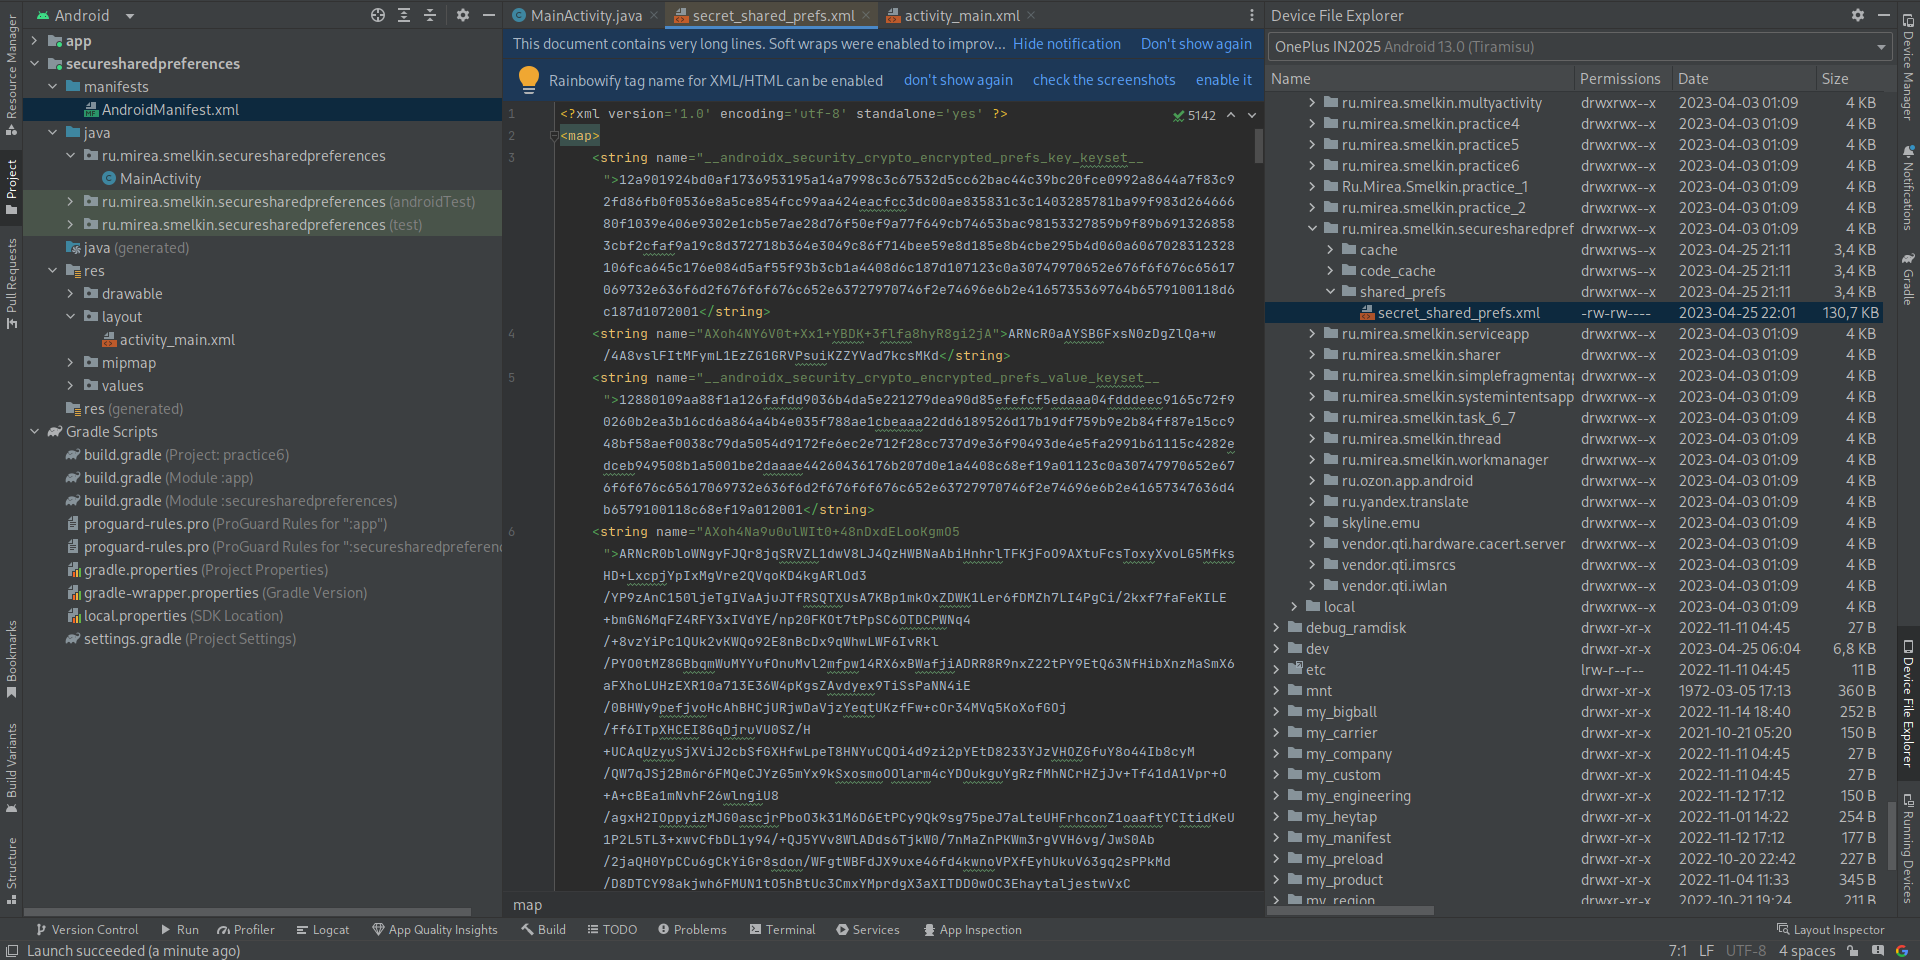 Android
MainActivity.java
secret_shared_prefs.xml
activity_main.xml
Device File Explorer
Resource Manager
Project
Pull Requests
Bookmarks
Build Variants
Structure
app
securesharedpreferences
manifests
AndroidManifest.xml
java
ru.mirea.smelkin.securesharedpreferences
MainActivity
ru.mirea.smelkin.securesharedpreferences (androidTest)
ru.mirea.smelkin.securesharedpreferences (test)
java (generated)
res
drawable
layout
activity_main.xml
mipmap
values
res (generated)
Gradle Scripts
build.gradle (Project: practice6)
build.gradle (Module :app)
build.gradle (Module :securesharedpreferences)
proguard-rules.pro (ProGuard Rules for ":app")
proguard-rules.pro (ProGuard Rules for ":securesharedpreferenc
gradle.properties (Project Properties)
gradle-wrapper.properties (Gradle Version)
local.properties (SDK Location)
settings.gradle (Project Settings)
This document contains very long lines. Soft wraps were enabled to improv... Hide notification Don't show again
Rainbowify tag name for XML/HTML can be enabled don't show again check the screenshots enable it
5142
1 <?xml version='1.0' encoding='utf-8' standalone='yes' ?>
2 <map>
3 <string name="__androidx_security_crypto_encrypted_prefs_key_keyset__
">12a901924bd0af1736953195a14a7998c3c67532d5cc62bac44c39bc20fce0992a8644a7f83c9
2fd86fb0f0536e8a5ce854fcc99aa424eacfcc3dc00ae835831c3c1403285781ba99f983d264666
80f1039e406e9302e1cb5e7ae28d76f50ef9a77f649cb74653bac98153327859b9f89b691326858
3cbf2cfaf9a19c8d372718b364e3049c86f714bee59e8d185e8b4cbe295b4d060a6067028312328
106fca645c176e084d5af55f93b3cb1a4408d6c187d107123c0a30747970652e676f6f676c65617
069732e636f6d2f676f6f676c652e63727970746f2e74696e6b2e4165735369764b6579100118d6
c187d1072001</string>
4 <string name="AXoh4NY6V0t+Xx1+YBDK+3flfa8hyR8gi2jA">ARNcR0aAYSBGFxsN0zDgZlQa+w
/4A8vslFItMFymL1EzZG1GRVPsuiKZZYVad7kcsMKd</string>
5 <string name="__androidx_security_crypto_encrypted_prefs_value_keyset__
">12880109aa88f1a126fafdd9036b4da5e221279dea90d85efefcf5edaaa04fdddeec9165c72f9
0260b2ea3b16cd6a864a4b4e035f788ae1cbeaaa22dd6189526d17b19df759b9e2b84ff87e15cc9
48bf58aef0038c79da5054d9172fe6ec2e712f28cc737d9e36f90493de4e5fa2991b61115c4282e
dceb949508b1a5001be2daaae44260436176b207d0e1a4408c68ef19a01123c0a30747970652e67
6f6f676c65617069732e636f6d2f676f6f676c652e63727970746f2e74696e6b2e41657347636d4
b6579100118c68ef19a012001</string>
6 <string name="AXoh4Na9u0ulWIt0+48nDxdELooKgmO5
">ARNcR0bloWNgyFJQr8jqSRVZL1dwV8LJ4QzHWBNaAbiHnhrlTFKjFoO9AXtuFcsToxyXvoLG5Mfks
HD+LxcpjYpIxMgVre2QVqoKD4kgARlOd3
/YP9zAnC150ljeTgIVaAjuJTfRSQTXUsA7KBp1mkOxZDWK1Ler6fDMZh7LI4PgCi/2kxf7faFeKILE
+bmGN6MqFZ4RFY3xIVdYE/np20FKOt7tPpSC6OTDCPWNq4
/+8vzYiPc1QUk2vKWQo92E8nBcDx9qWhwLWF6IvRkl
/PYO0tMZ8GBbqmWuMYYufOnuMvl2mfpw14RX6xBWafjiADRR8R9nxZ22tPY9EtQ63NfHibXnzMaSmX6
aFXhoLUHzEXR10a713E36W4pKgsZAvdyex9TiSsPaNN4iE
/0BHWy9pefjvoHcAhBHCjURjwDaVjzYeqtUKzfFw+cOr34MVq5KoXofGOj
/ff6ITpXHCEI8GqDjruVU0SZ/H
+UCAqUzyuSjXViJ2cbSfGXHfwLpeT8HNYuCQOi4d9zi2pYEtD8233YJzVHOZGfuY8o44Ib8cyM
/QW7qJSj2Bm6r6FMQeCJYzG5mYx9kSxosmoOOlarm4cYDOukguYgRzfMhNCrHZjJv+Tf41dA1Vpr+O
+A+cBEa1mNvhF26wlngiU8
/agxH2IOppyizMJG0ascjrPboO3k31M6D6EtPCy9Qk9sg75peJ7aLteUHFrhconZ1oaaftYCItidKeU
1P2L5TL3+xwvCfbDL1y94/+QJ5YVv8WlADds6TjkW0/7nMaZnPKWm3rgVVH6vg/JwS0Ab
/2jaQH0YpCCu6gCkYiGr8sdon/WFgtWBFdJX9uxe46fd4kwnoVPXfEyhUkuV63gq2sPPkMd
/D8DTCY98akjwh6FMUN1tO5hBtUc3CmxYMprdgX3aXITDD0wOC3EhaytaljestwVxC
map
OnePlus IN2025 Android 13.0 (Tiramisu)
Name Permissions Date Size
ru.mirea.smelkin.multyactivity drwxrwx--x 2023-04-03 01:09 4 KB
ru.mirea.smelkin.practice4 drwxrwx--x 2023-04-03 01:09 4 KB
ru.mirea.smelkin.practice5 drwxrwx--x 2023-04-03 01:09 4 KB
ru.mirea.smelkin.practice6 drwxrwx--x 2023-04-03 01:09 4 KB
Ru.Mirea.Smelkin.practice_1 drwxrwx--x 2023-04-03 01:09 4 KB
ru.mirea.smelkin.practice_2 drwxrwx--x 2023-04-03 01:09 4 KB
ru.mirea.smelkin.securesharedpref drwxrwx--x 2023-04-03 01:09 4 KB
cache drwxrws--x 2023-04-25 21:11 3,4 KB
code_cache drwxrws--x 2023-04-25 21:11 3,4 KB
shared_prefs drwxrwx--x 2023-04-25 21:11 3,4 KB
secret_shared_prefs.xml -rw-rw---- 2023-04-25 22:01 130,7 KB
ru.mirea.smelkin.serviceapp drwxrwx--x 2023-04-03 01:09 4 KB
ru.mirea.smelkin.sharer drwxrwx--x 2023-04-03 01:09 4 KB
ru.mirea.smelkin.simplefragmentap drwxrwx--x 2023-04-03 01:09 4 KB
ru.mirea.smelkin.systemintentsapp drwxrwx--x 2023-04-03 01:09 4 KB
ru.mirea.smelkin.task_6_7 drwxrwx--x 2023-04-03 01:09 4 KB
ru.mirea.smelkin.thread drwxrwx--x 2023-04-03 01:09 4 KB
ru.mirea.smelkin.workmanager drwxrwx--x 2023-04-03 01:09 4 KB
ru.ozon.app.android drwxrwx--x 2023-04-03 01:09 4 KB
ru.yandex.translate drwxrwx--x 2023-04-03 01:09 4 KB
skyline.emu drwxrwx--x 2023-04-03 01:09 4 KB
vendor.qti.hardware.cacert.server drwxrwx--x 2023-04-03 01:09 4 KB
vendor.qti.imsrcs drwxrwx--x 2023-04-03 01:09 4 KB
vendor.qti.iwlan drwxrwx--x 2023-04-03 01:09 4 KB
local drwxrwx--x 2023-04-03 01:09 4 KB
debug_ramdisk drwxr-xr-x 2022-11-11 04:45 27 B
dev drwxr-xr-x 2023-04-25 06:04 6,8 KB
etc lrw-r--r-- 2022-11-11 04:45 11 B
mnt drwxr-xr-x 1972-03-05 17:13 360 B
my_bigball drwxr-xr-x 2022-11-14 18:40 252 B
my_carrier drwxr-xr-x 2021-10-21 05:20 150 B
my_company drwxr-xr-x 2022-11-11 04:45 27 B
my_custom drwxr-xr-x 2022-11-11 04:45 27 B
my_engineering drwxr-xr-x 2022-11-12 17:12 150 B
my_heytap drwxr-xr-x 2022-11-01 14:22 254 B
my_manifest drwxr-xr-x 2022-11-12 17:12 177 B
my_preload drwxr-xr-x 2022-10-20 22:42 227 B
my_product drwxr-xr-x 2022-11-04 11:33 345 B
my_region drwxr-xr-x 2022-10-21 19:24 211 B
Device Manager
Notifications
Gradle
Device File Explorer
Running Devices
Version Control Run Profiler Logcat App Quality Insights Build TODO Problems Terminal Services App Inspection Layout Inspector
Launch succeeded (a minute ago) 7:1 LF UTF-8 4 spaces